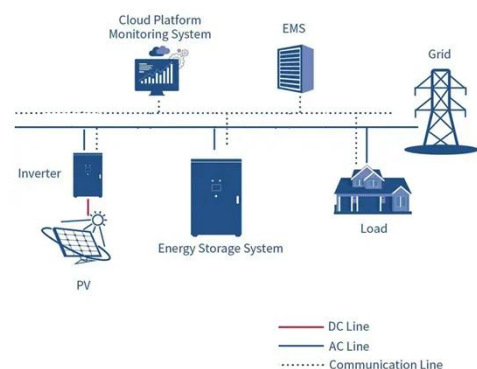 Cloud Platform
Monitoring System
EMS
Grid
Inverter
Energy Storage System
Load
PV
DC Line
AC Line
Communication Line